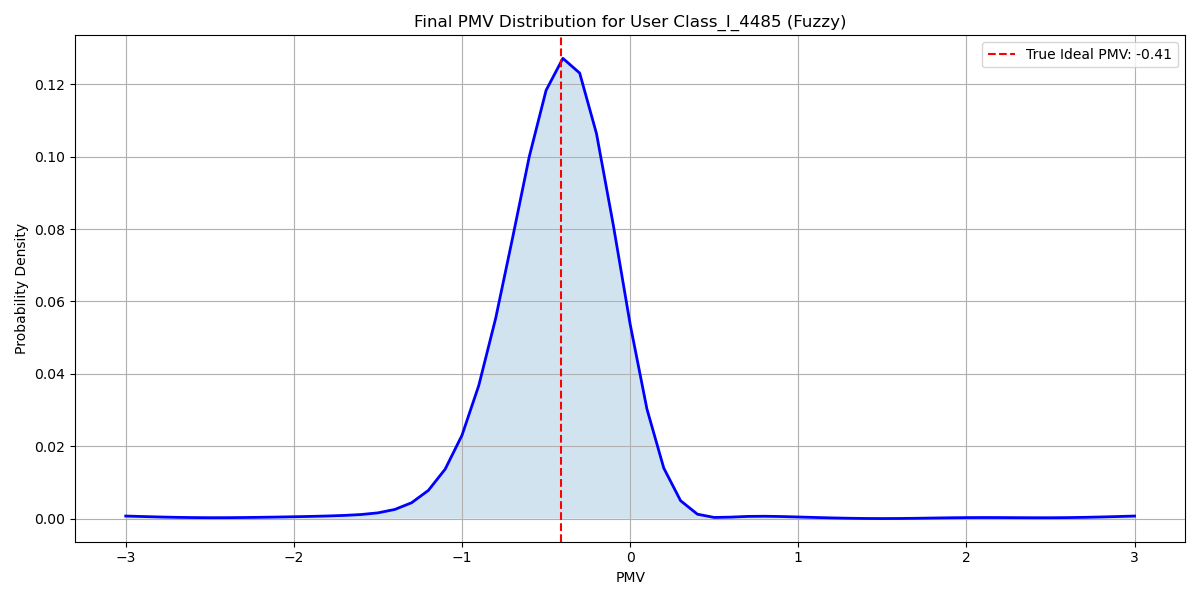 Final PMV Distribution for User Class_I_4485 (Fuzzy)
True Ideal PMV: -0.41
Probability Density
0.12
0.10
0.08
0.06
0.04
0.02
0.00
−3 −2 −1 0 1 2 3
PMV